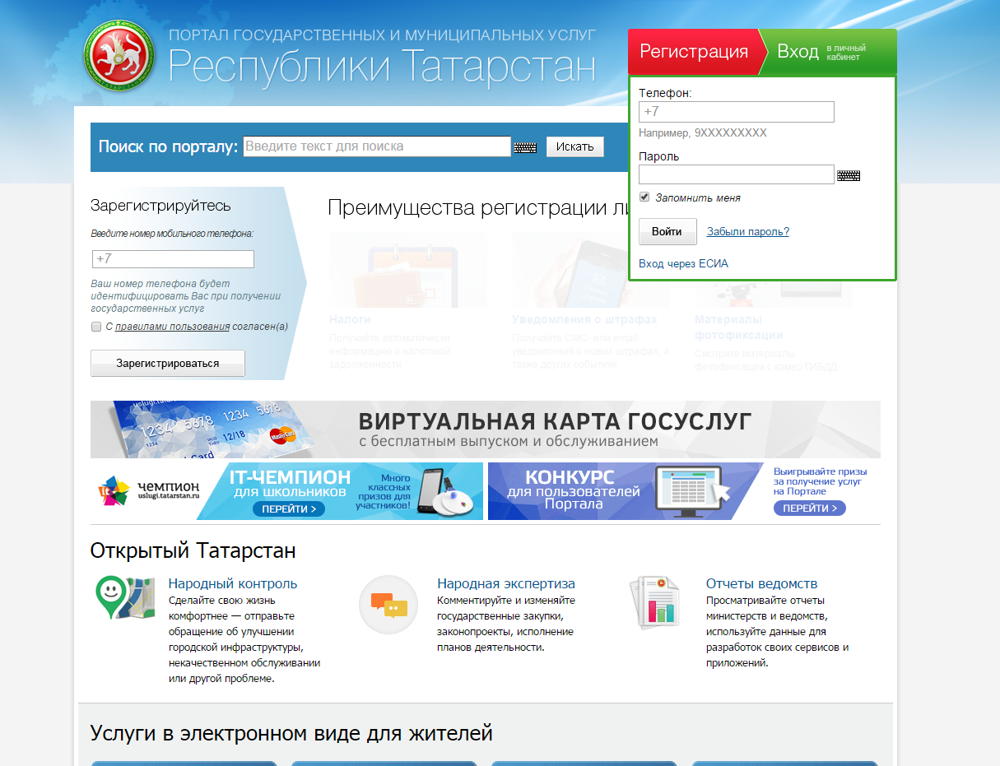 ПОРТАЛ ГОСУДАРСТВЕННЫХ И МУНИЦИПАЛЬНЫХ УСЛУГ
Республики Татарстан
Регистрация
Вход
в личный
кабинет
Телефон:
+7
Например, 9XXXXXXXXX
Пароль
Запомнить меня
Войти
Забыли пароль?
Вход через ЕСИА
Поиск по порталу:
Введите текст для поиска
Искать
Зарегистрируйтесь
Введите номер мобильного телефона:
+7
Ваш номер телефона будет
идентифицировать Вас при получении
государственных услуг
С правилами пользования согласен(а)
Зарегистрироваться
Преимущества регистрации ли
Налоги
Получайте автоматически
информацию о налоговой
задолженности
Уведомления о штрафах
Получайте СМС- или email-
уведомления о новых штрафах, а
также других событиях
Материалы
фотофиксации
Смотрите материалы
фотофиксации с камер ГИБДД
uslugi.tatar
1234 5678 1234 5678
1234
VALID
12/18
MasterCard
Card
ВИРТУАЛЬНАЯ КАРТА ГОСУСЛУГ
с бесплатным выпуском и обслуживанием
it
ЧЕМПИОН
uslugi.tatarstan.ru
IT-ЧЕМПИОН
для школьников
ПЕРЕЙТИ >
Много
классных
призов для
участников!
КОНКУРС
для пользователей
Портала
Выигрывайте призы
за получение услуг
на Портале
ПЕРЕЙТИ >
Открытый Татарстан
Народный контроль
Сделайте свою жизнь
комфортнее — отправьте
обращение об улучшении
городской инфраструктуры,
некачественном обслуживании
или другой проблеме.
Народная экспертиза
Комментируйте и изменяйте
государственные закупки,
законопроекты, исполнение
планов деятельности.
Отчеты ведомств
Просматривайте отчеты
министерств и ведомств,
используйте данные для
разработок своих сервисов и
приложений.
Услуги в электронном виде для жителей